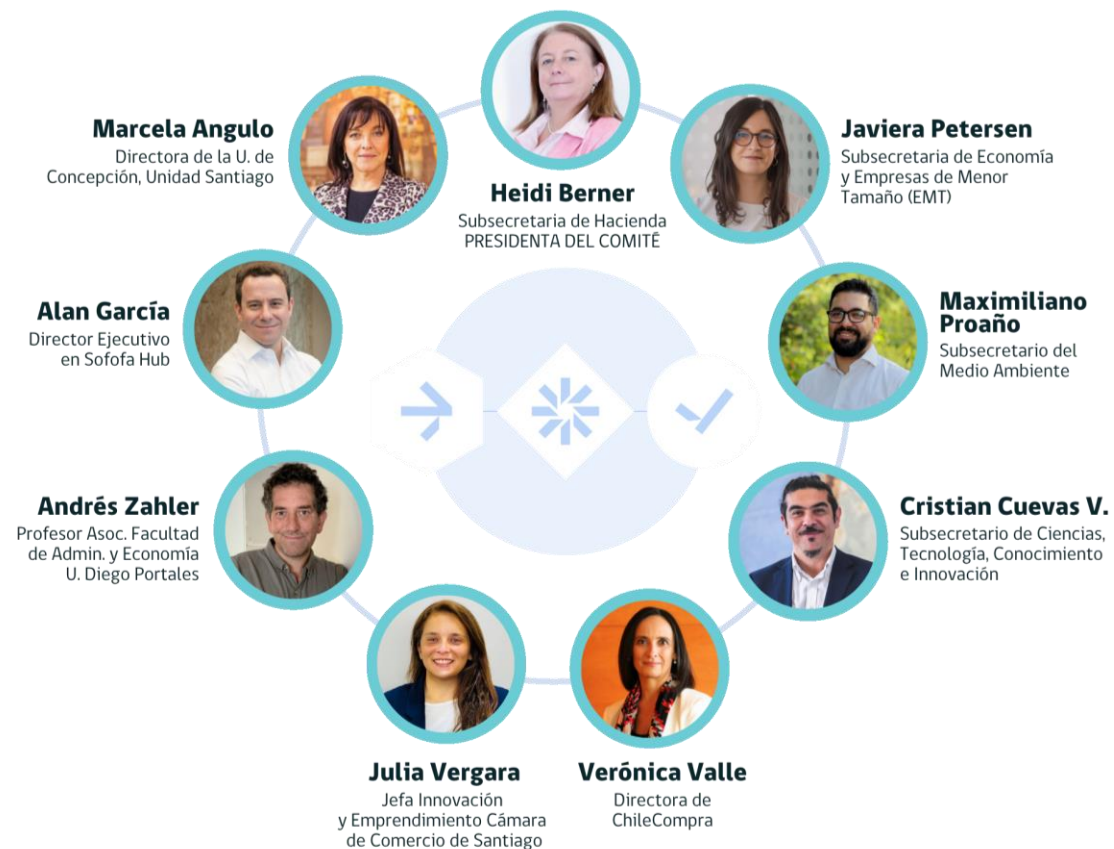 Heidi Berner
Subsecretaria de Hacienda
PRESIDENTA DEL COMITÉ
Javiera Petersen
Subsecretaria de Economía
y Empresas de Menor
Tamaño (EMT)
Maximiliano
Proaño
Subsecretario del
Medio Ambiente
Cristian Cuevas V.
Subsecretario de Ciencias,
Tecnología, Conocimiento
e Innovación
Verónica Valle
Directora de
ChileCompra
Julia Vergara
Jefa Innovación
y Emprendimiento Cámara
de Comercio de Santiago
Andrés Zahler
Profesor Asoc. Facultad
de Admin. y Economía
U. Diego Portales
Alan García
Director Ejecutivo
en Sofofa Hub
Marcela Angulo
Directora de la U. de
Concepción, Unidad Santiago